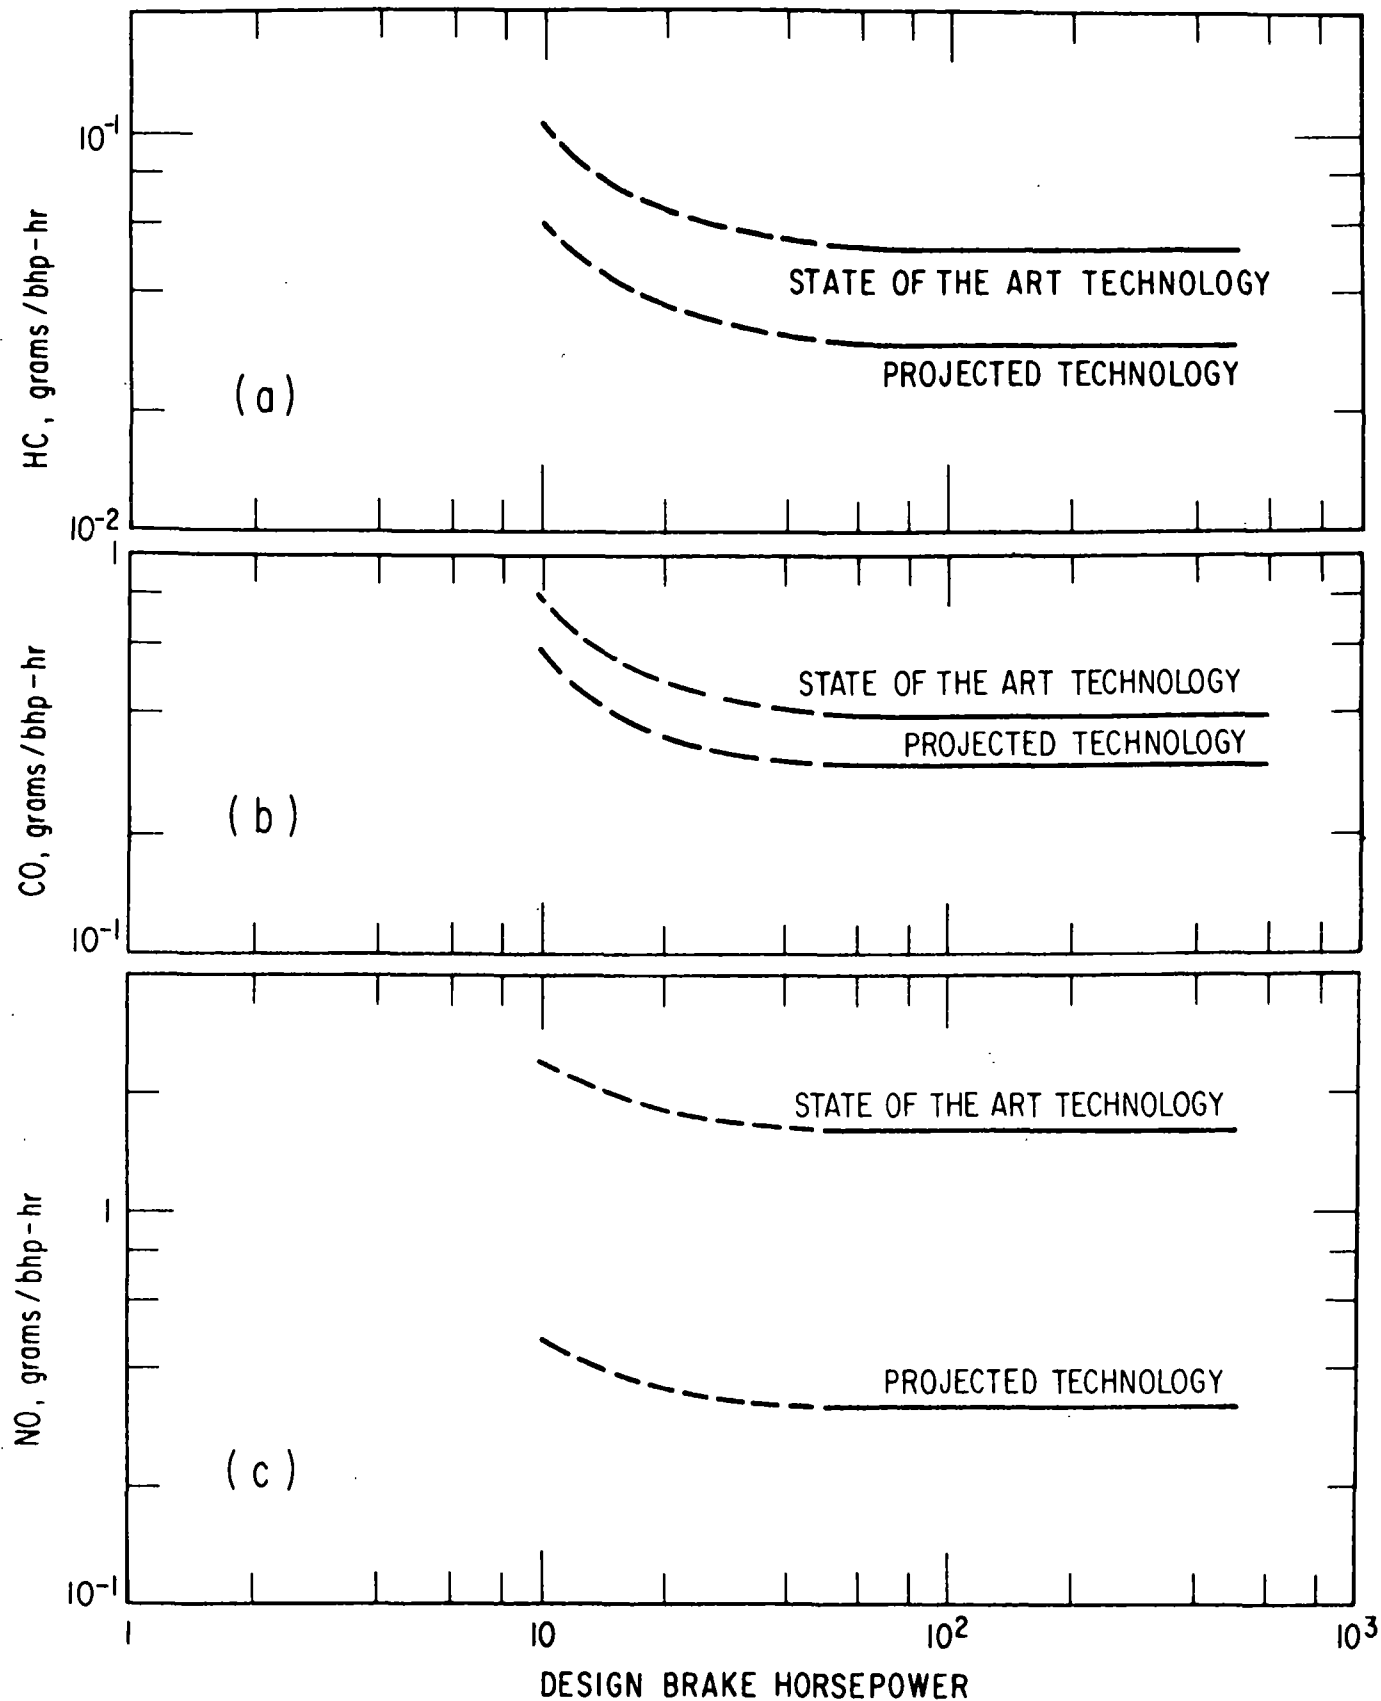 10⁻¹
STATE OF THE ART TECHNOLOGY
PROJECTED TECHNOLOGY
(a)
HC, grams/bhp-hr
10⁻²
1
STATE OF THE ART TECHNOLOGY
PROJECTED TECHNOLOGY
(b)
CO, grams/bhp-hr
10⁻¹
STATE OF THE ART TECHNOLOGY
1
PROJECTED TECHNOLOGY
NO, grams/bhp-hr
(c)
10⁻¹
1 10 10² 10³
DESIGN BRAKE HORSEPOWER